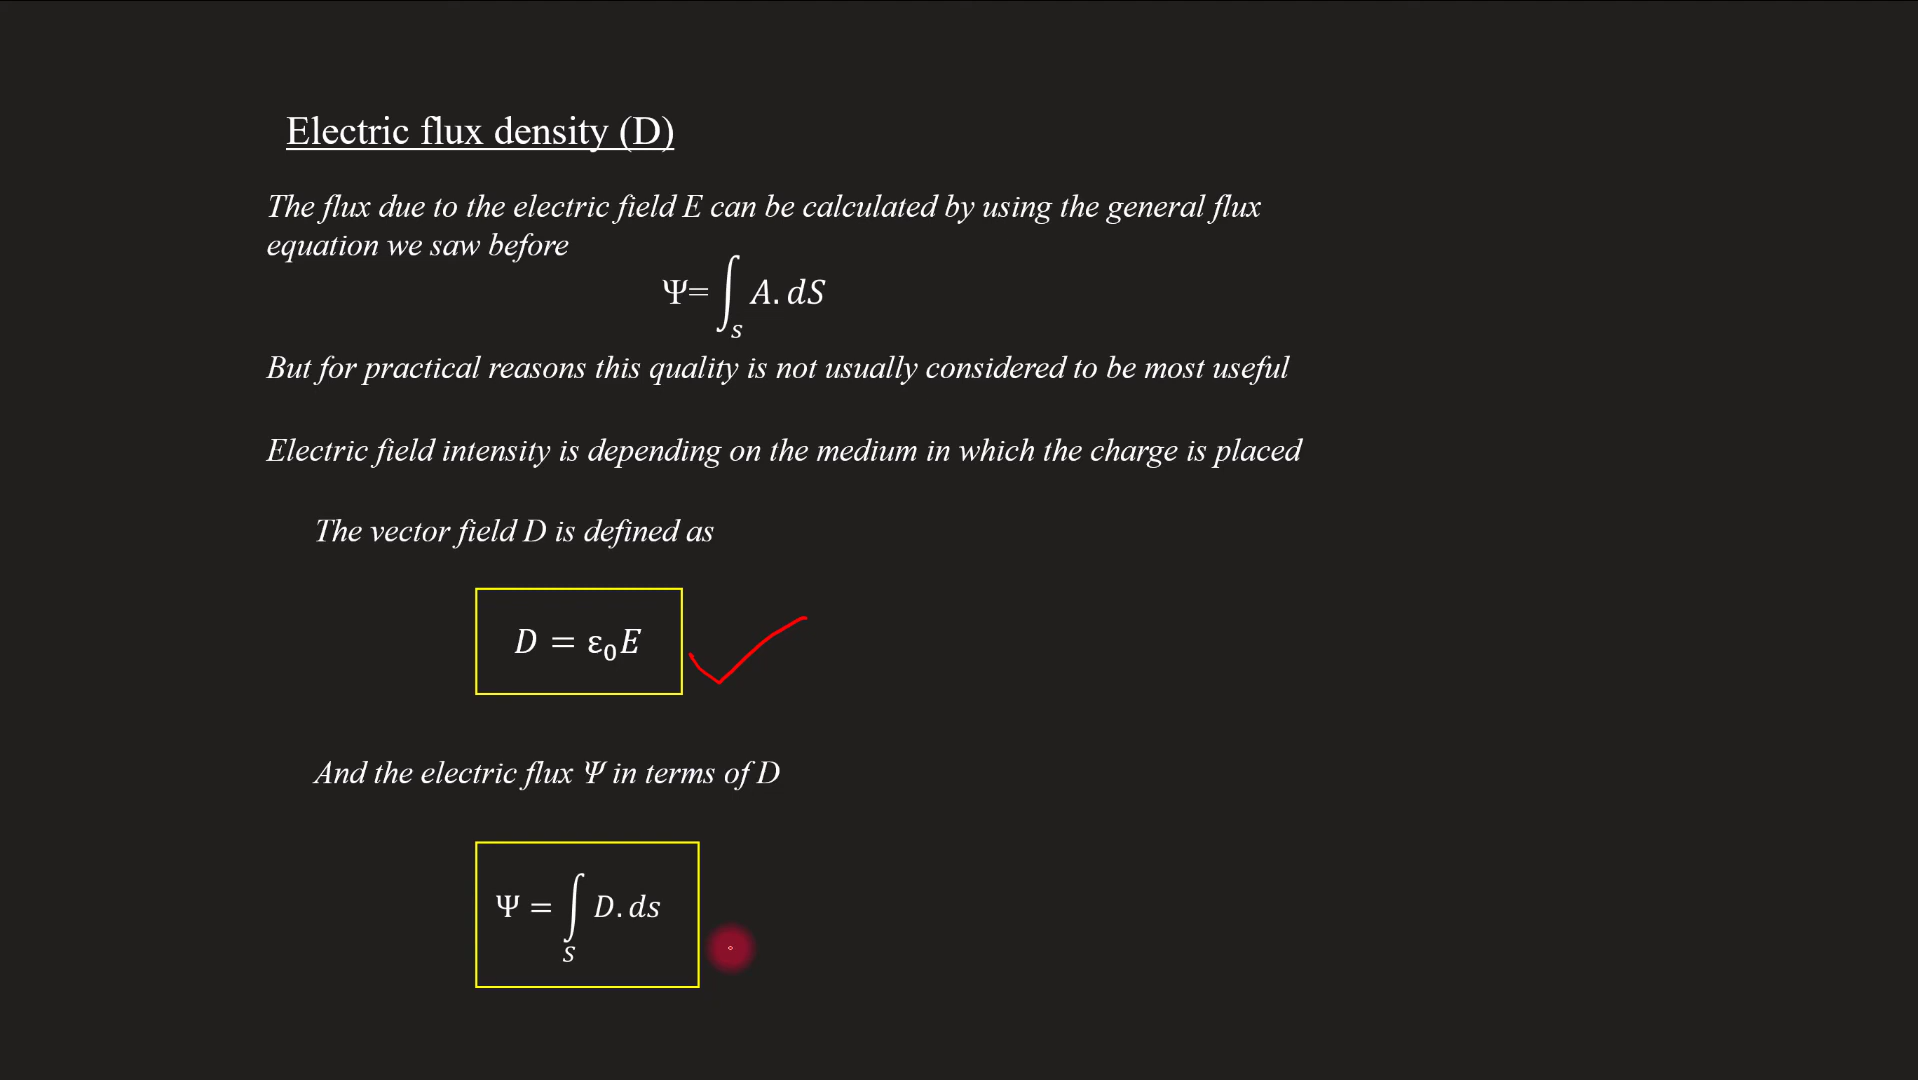 Electric flux density (D)
The flux due to the electric field E can be calculated by using the general flux
equation we saw before
Ψ=∫_S A. dS
But for practical reasons this quality is not usually considered to be most useful
Electric field intensity is depending on the medium in which the charge is placed
The vector field D is defined as
D = ε₀E
And the electric flux Ψ in terms of D
Ψ = ∫_S D. ds